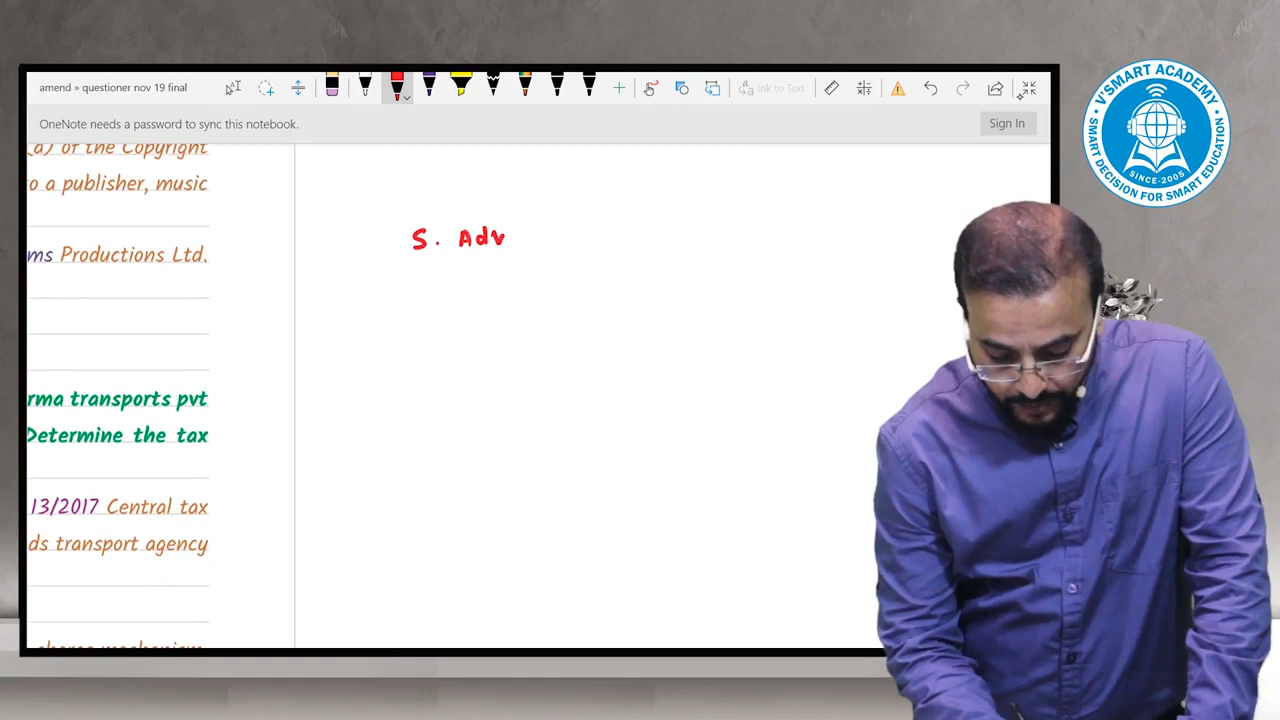 amend » questioner nov 19 final
Ink to Text
OneNote needs a password to sync this notebook.
Sign In
(a) of the Copyright
to a publisher, music
ms Productions Ltd.
rma transports pvt
Determine the tax
13/2017 Central tax
ds transport agency
S. Adv
V'SMART ACADEMY
SMART DECISION FOR SMART EDUCATION
SINCE-2005